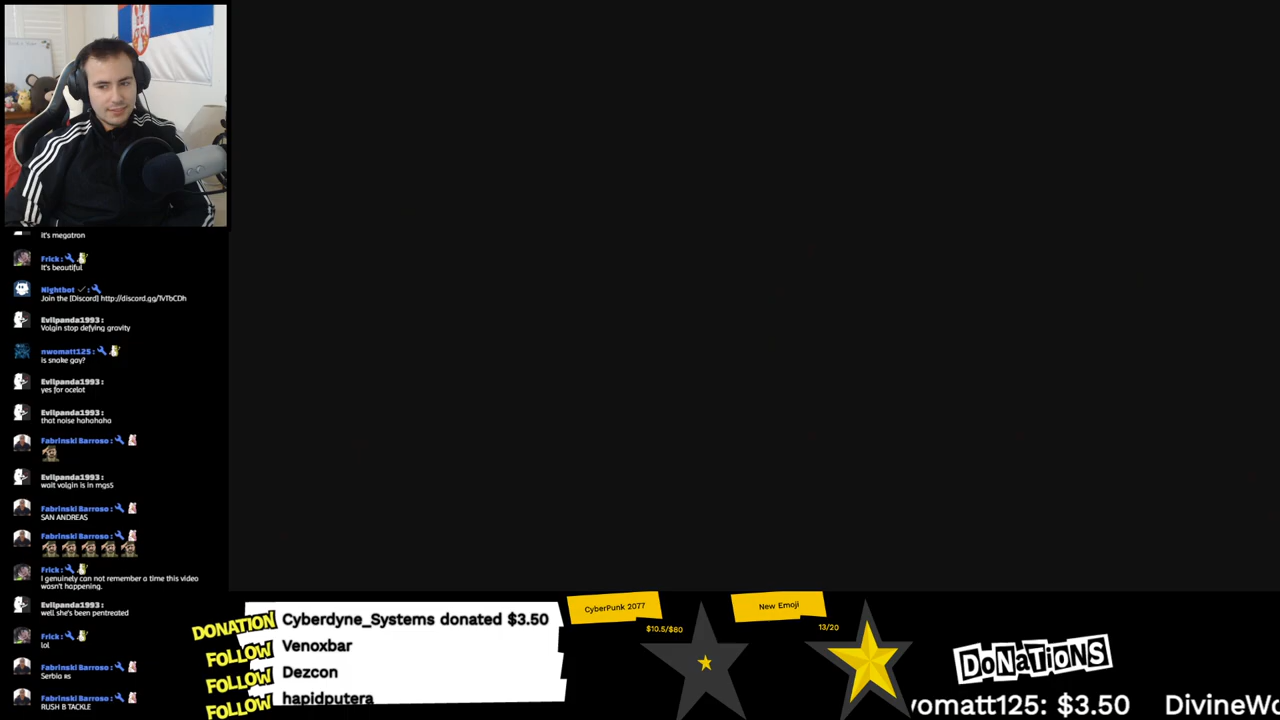 It's megatron
Frick :
It's beautiful
Nightbot :
Join the [Discord] http://discord.gg/TvTbCDh
Evilpanda1993 :
Volgin stop defying gravity
nwomatt125 :
is snake gay?
Evilpanda1993 :
yes for ocelot
Evilpanda1993 :
that noise hahahaha
Fabrinski Barroso :
Evilpanda1993 :
wait volgin is in mgs5
Fabrinski Barroso :
SAN ANDREAS
Fabrinski Barroso :
Frick :
I genuinely can not remember a time this video
wasn't happening.
Evilpanda1993 :
well she's been pentreated
Frick :
lol
Fabrinski Barroso :
Serbia rs
Fabrinski Barroso :
RUSH B TACKLE
DONATION Cyberdyne_Systems donated $3.50
FOLLOW Venoxbar
FOLLOW Dezcon
FOLLOW hapidputera
CyberPunk 2077
$10.5/$60
New Emoji
13/20
DoNaTioNS
womatt125: $3.50 DivineWo